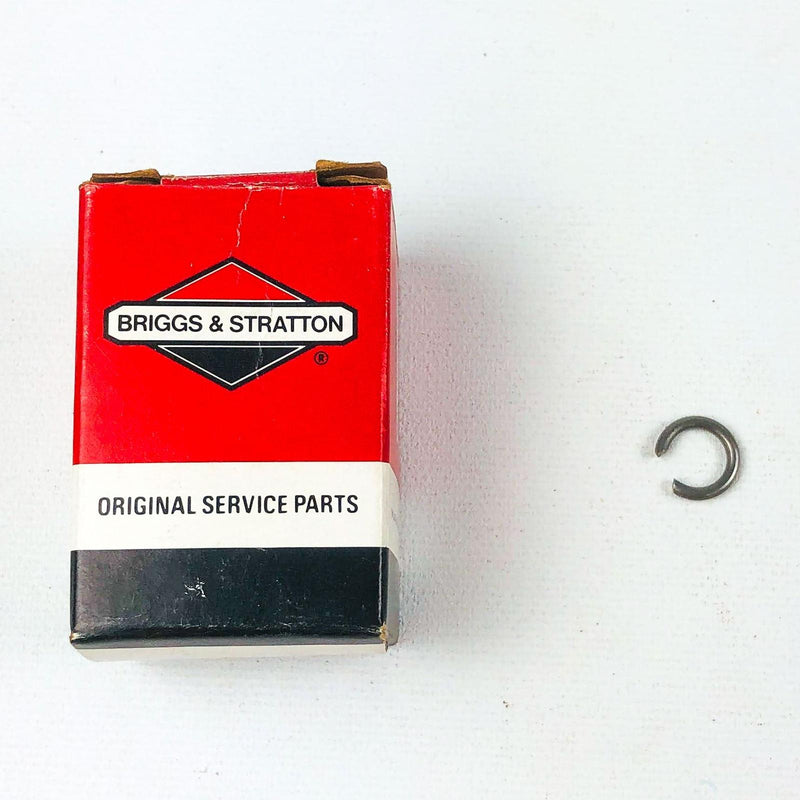 BRIGGS & STRATTON
®
ORIGINAL SERVICE PARTS